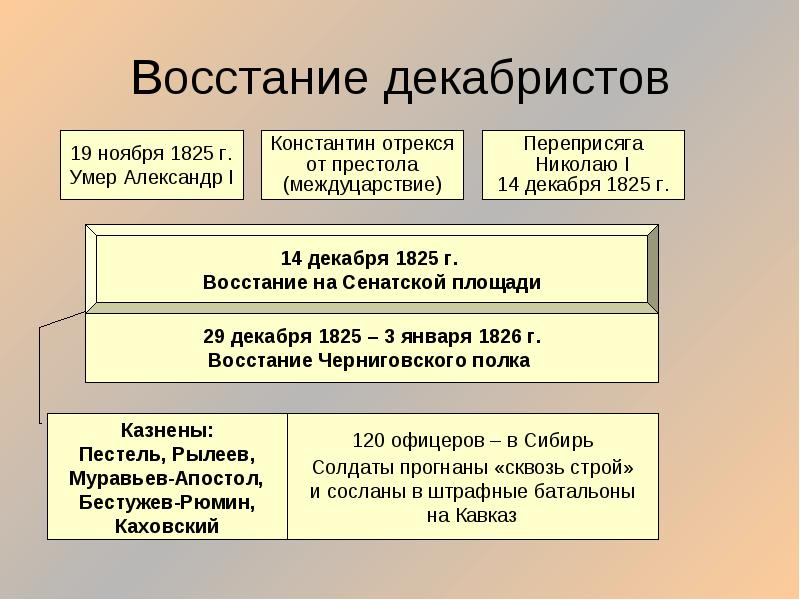 Восстание декабристов
19 ноября 1825 г.
Умер Александр I
Константин отрекся
от престола
(междуцарствие)
Переприсяга
Николаю I
14 декабря 1825 г.
14 декабря 1825 г.
Восстание на Сенатской площади
29 декабря 1825 – 3 января 1826 г.
Восстание Черниговского полка
Казнены:
Пестель, Рылеев,
Муравьев-Апостол,
Бестужев-Рюмин,
Каховский
120 офицеров – в Сибирь
Солдаты прогнаны «сквозь строй»
и сосланы в штрафные батальоны
на Кавказ